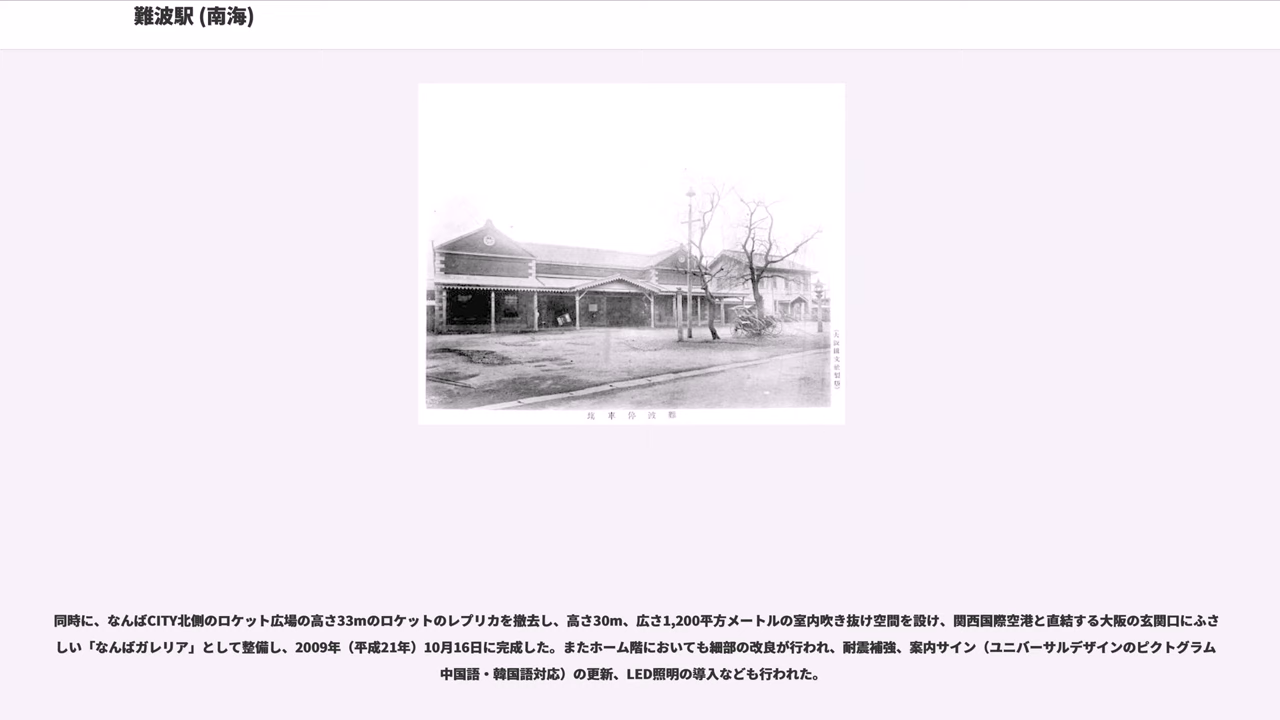 難波駅 (南海)
場車停波難
同時に、なんばCITY北側のロケット広場の高さ33mのロケットのレプリカを撤去し、高さ30m、広さ1,200平方メートルの室内吹き抜け空間を設け、関西国際空港と直結する大阪の玄関口にふさ
しい「なんばガレリア」として整備し、2009年（平成21年）10月16日に完成した。またホーム階においても細部の改良が行われ、耐震補強、案内サイン（ユニバーサルデザインのピクトグラム
中国語・韓国語対応）の更新、LED照明の導入なども行われた。